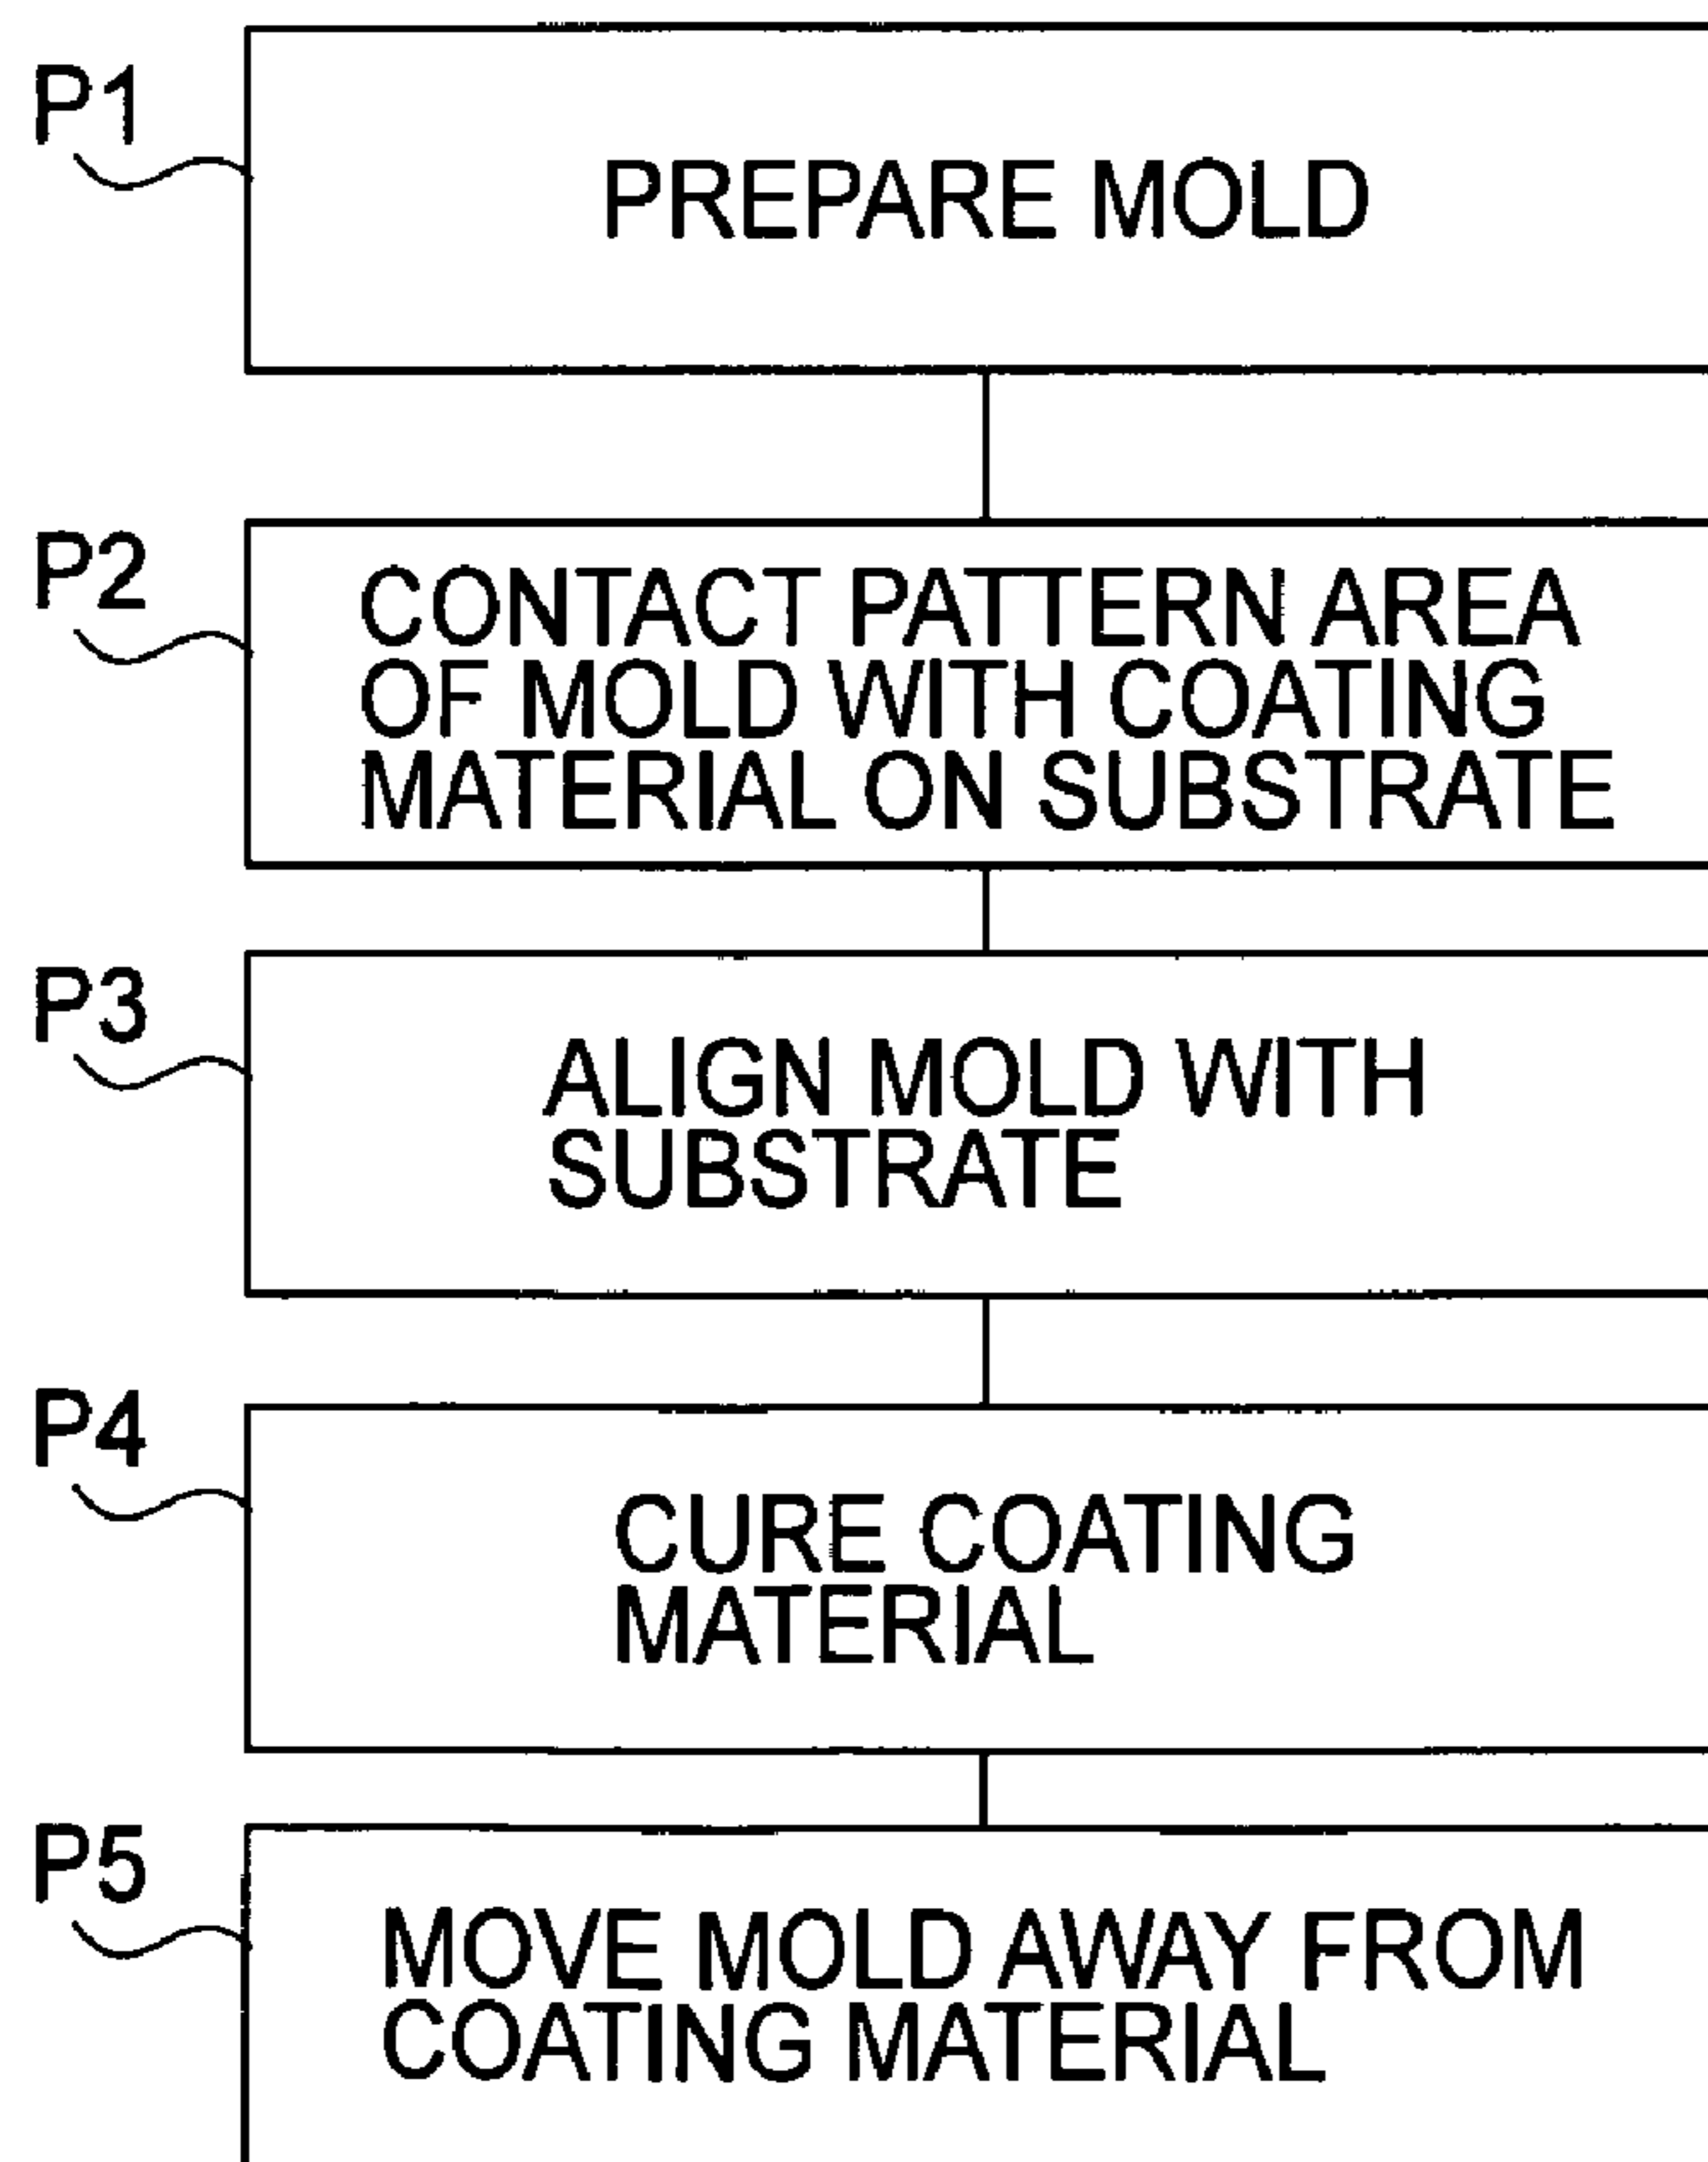 P1
PREPARE MOLD
P2
CONTACT PATTERN AREA
OF MOLD WITH COATING
MATERIAL ON SUBSTRATE
P3
ALIGN MOLD WITH
SUBSTRATE
P4
CURE COATING
MATERIAL
P5
MOVE MOLD AWAY FROM
COATING MATERIAL